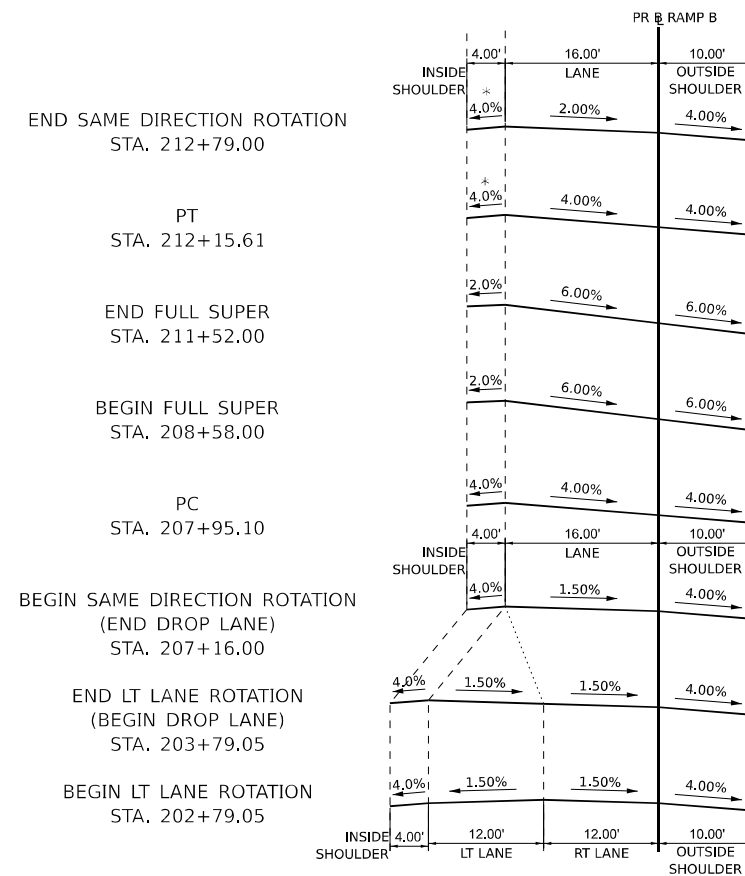 PR B RAMP B
4.00' 16.00' 10.00'
INSIDE SHOULDER LANE OUTSIDE SHOULDER
END SAME DIRECTION ROTATION
STA. 212+79.00
*
4.0% 2.00% 4.00%
PT
STA. 212+15.61
*
4.0% 4.00% 4.00%
END FULL SUPER
STA. 211+52.00
2.0% 6.00% 6.00%
BEGIN FULL SUPER
STA. 208+58.00
2.0% 6.00% 6.00%
PC
STA. 207+95.10
4.0% 4.00% 4.00%
4.00' 16.00' 10.00'
INSIDE SHOULDER LANE OUTSIDE SHOULDER
BEGIN SAME DIRECTION ROTATION
(END DROP LANE)
STA. 207+16.00
4.0% 1.50% 4.00%
END LT LANE ROTATION
(BEGIN DROP LANE)
STA. 203+79.05
4.0% 1.50% 1.50% 4.00%
BEGIN LT LANE ROTATION
STA. 202+79.05
4.0% 1.50% 1.50% 4.00%
INSIDE SHOULDER 4.00' 12.00' 12.00' 10.00'
LT LANE RT LANE OUTSIDE SHOULDER